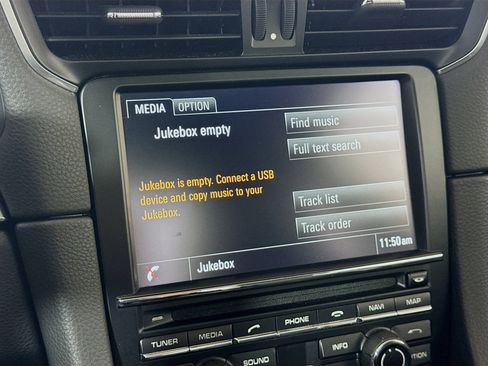 MEDIA OPTION
Jukebox empty
Find music
Full text search
Jukebox is empty. Connect a USB
device and copy music to your
Jukebox.
Track list
Track order
Jukebox
11:50am
TUNER MEDIA PHONE NAVI MAP
SOUND INFO